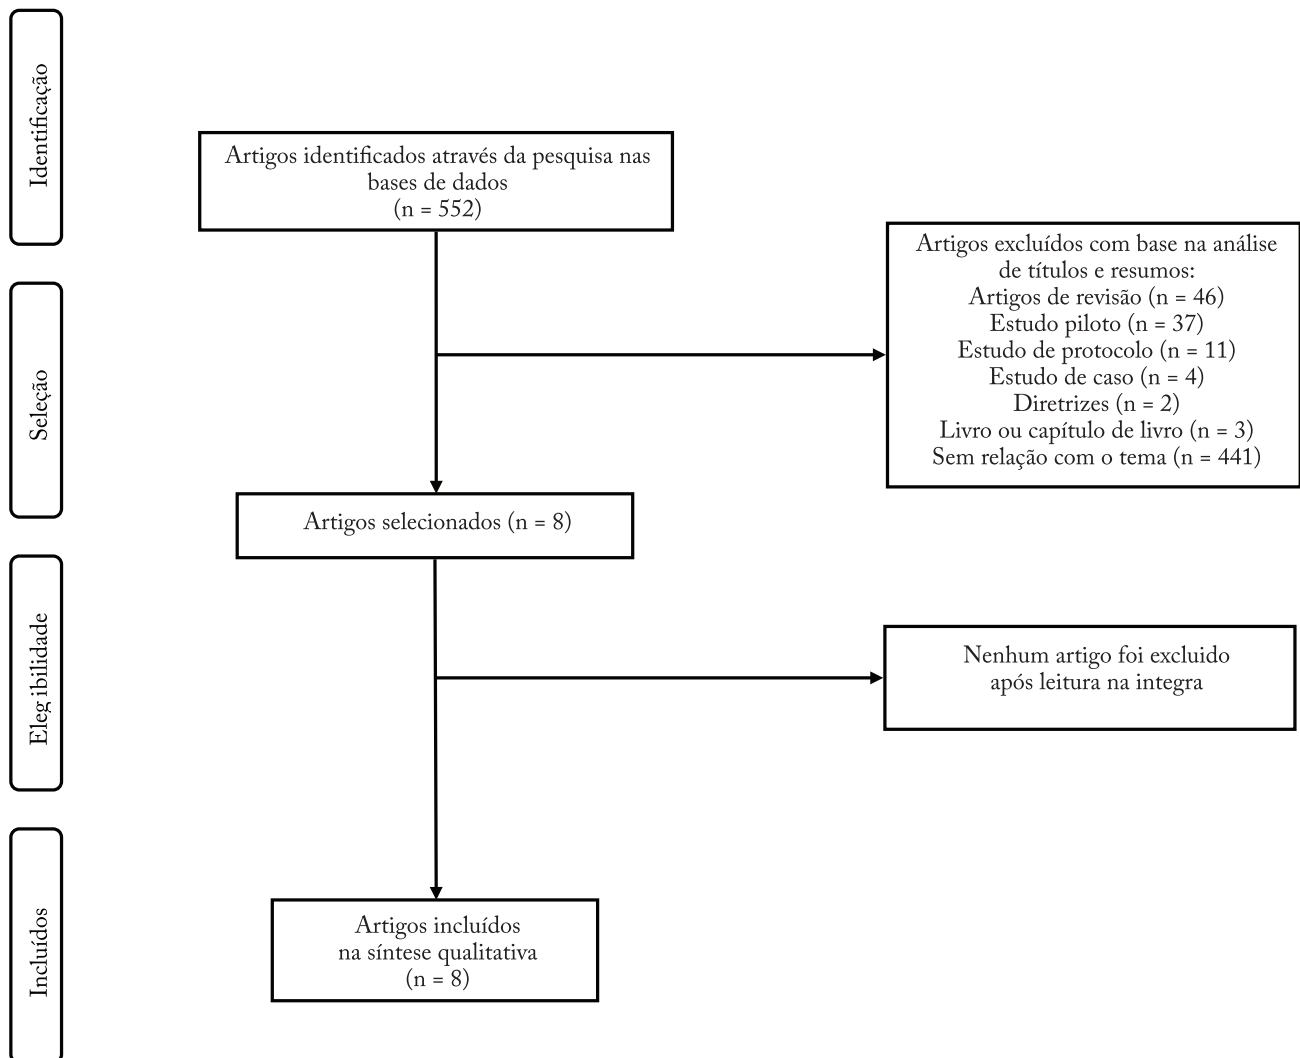 Identificação
Artigos identificados através da pesquisa nas
bases de dados
(n = 552)
Artigos excluídos com base na análise
de títulos e resumos:
Artigos de revisão (n = 46)
Estudo piloto (n = 37)
Estudo de protocolo (n = 11)
Estudo de caso (n = 4)
Diretrizes (n = 2)
Livro ou capítulo de livro (n = 3)
Sem relação com o tema (n = 441)
Seleção
Artigos selecionados (n = 8)
Elegibilidade
Nenhum artigo foi excluido
após leitura na integra
Incluídos
Artigos incluídos
na síntese qualitativa
(n = 8)